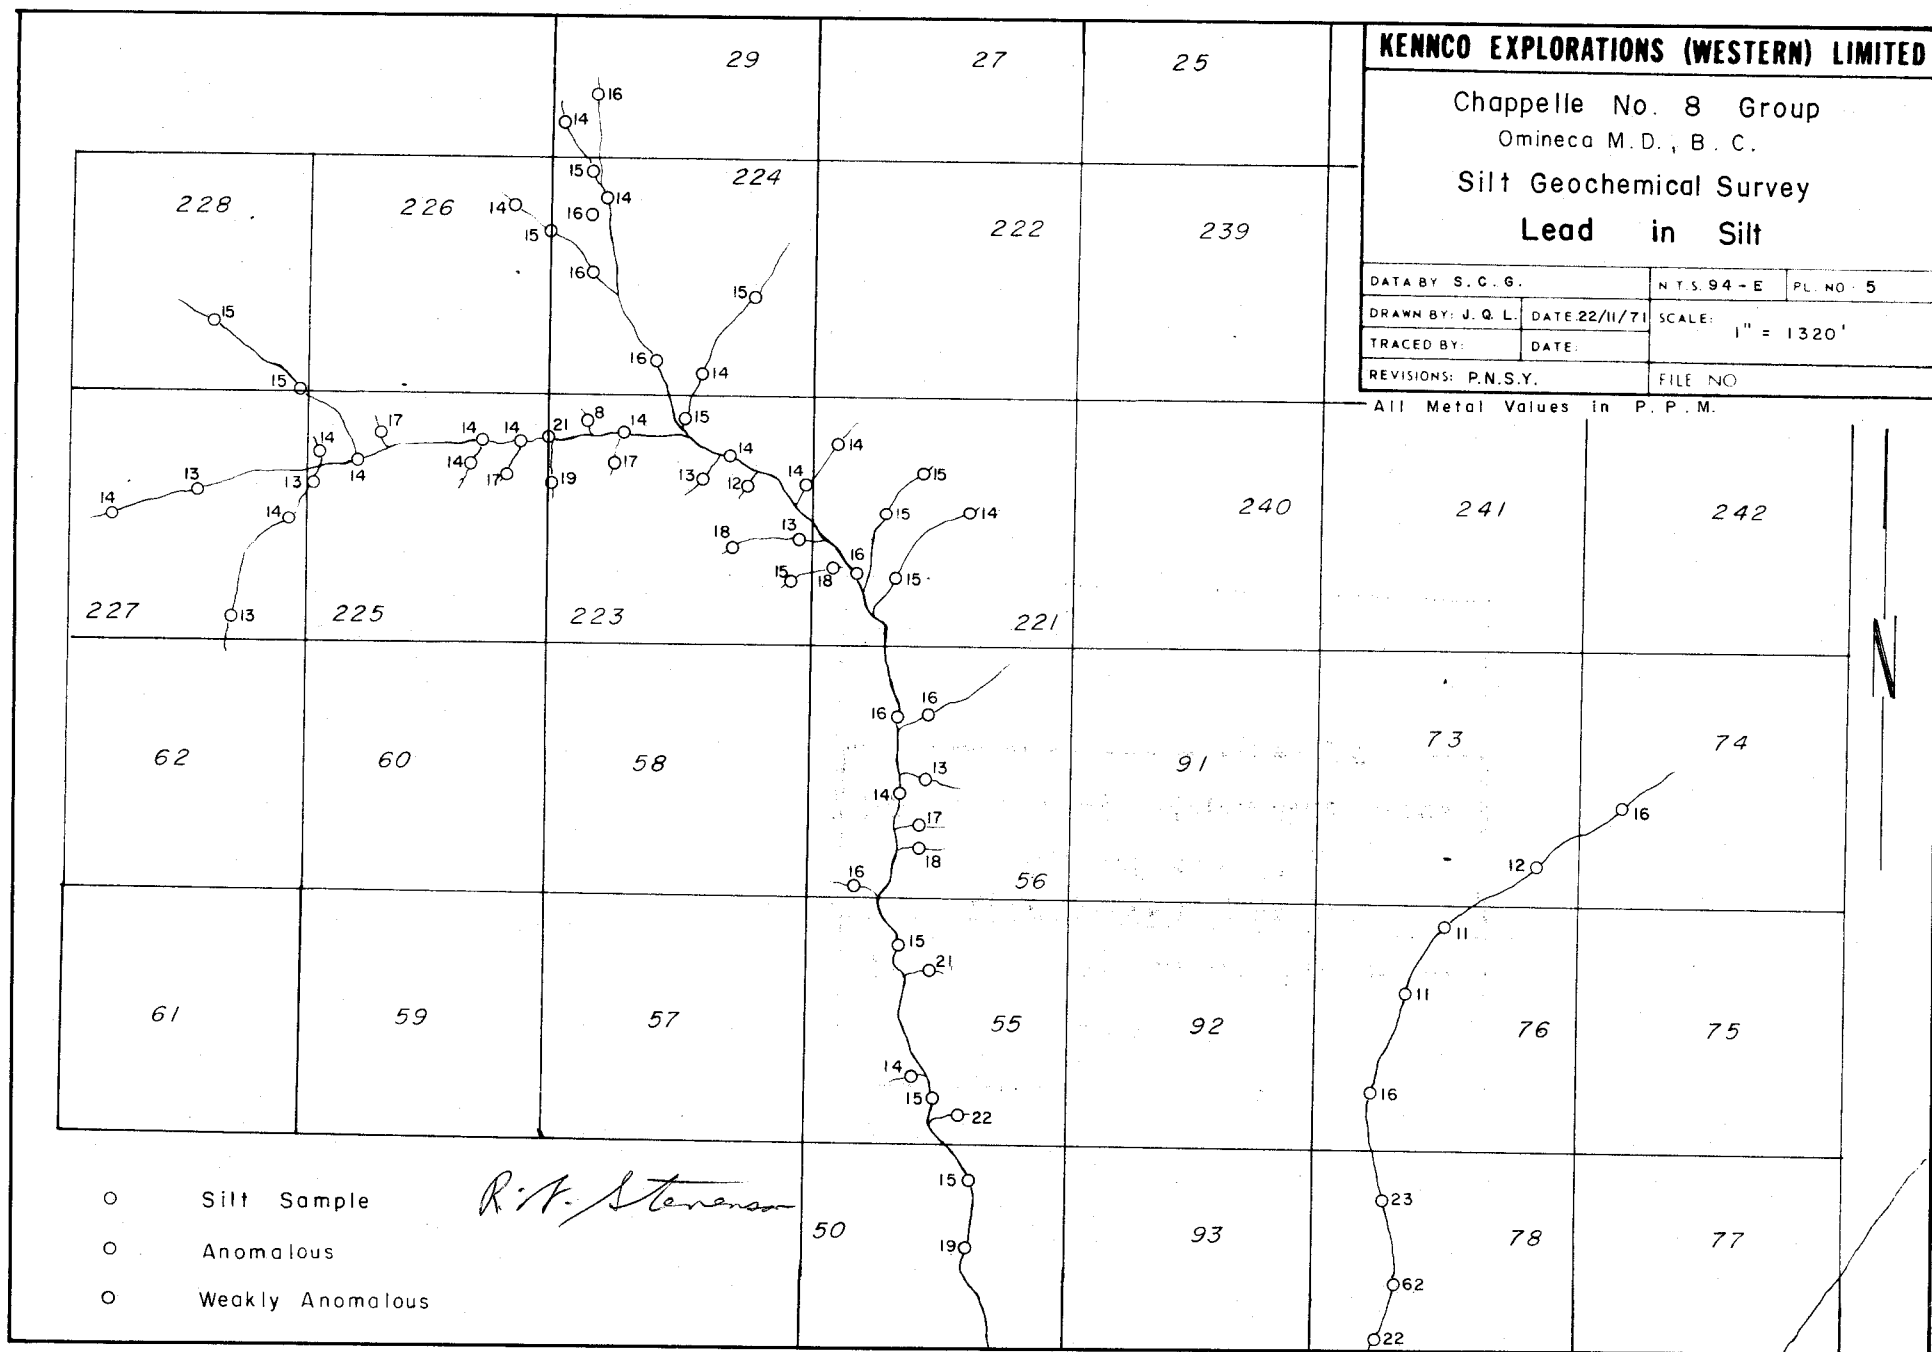 KENNCO EXPLORATIONS (WESTERN) LIMITED
Chappelle No. 8 Group
Omineca M.D., B.C.
Silt Geochemical Survey
Lead in Silt
DATA BY S.C.G. N.T.S. 94-E PL. NO. 5
DRAWN BY: J.Q.L. DATE: 22/11/71 SCALE: 1" = 1320'
TRACED BY: DATE:
REVISIONS: P.N.S.Y. FILE NO
All Metal Values in P.P.M.
29 27 25
16
14
15
224
228 226 14 14
16
15 222 239
16
15
15
16
14
15
17 8 14 15
14 14 14 21 14 14
14 17 13 14 15
13 13 17 19 12
14 14 15 14
240 241 242
18 13
16
15 18 15
227 13 225 223 221
N
16 16
62 60 58 91 73 74
13
14
17 16
18 12
16 56
15 11
21
11
61 59 57 55 92 76 75
14
15 22 16
15
Silt Sample R. W. Stevenson 23
50 93 78 77
19
Anomalous
62
Weakly Anomalous
22